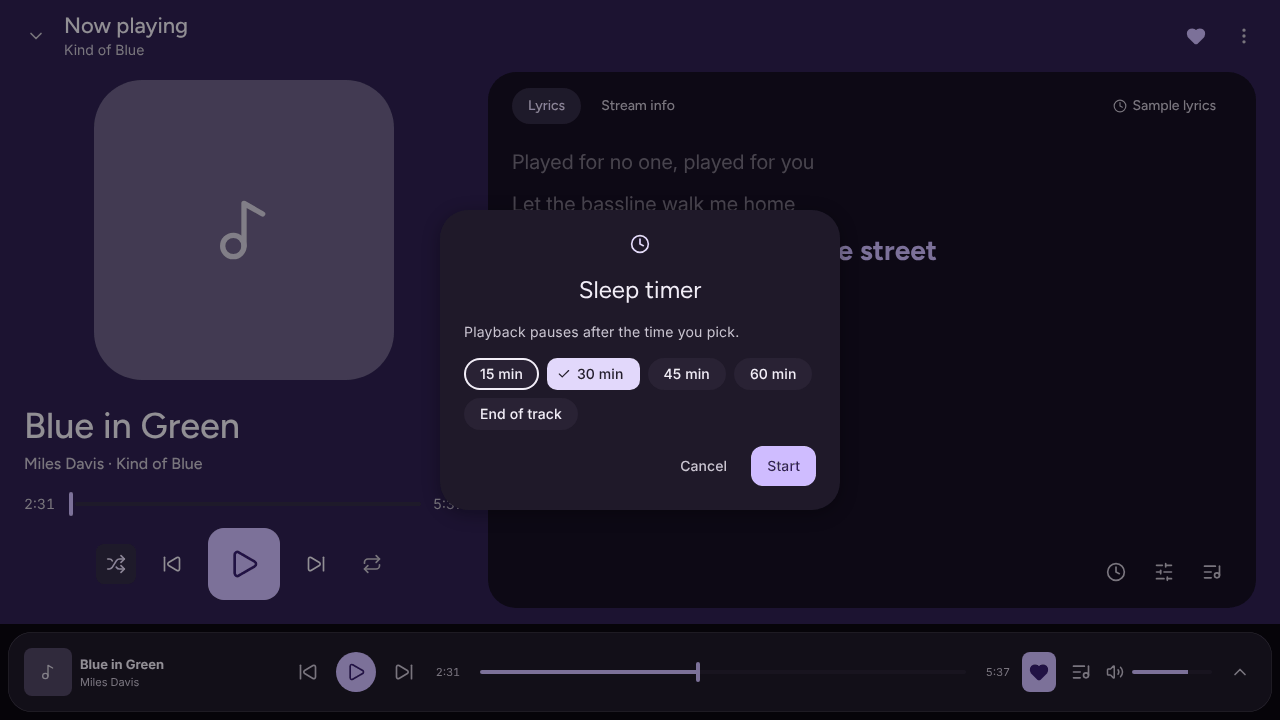 Now playing
Kind of Blue
Lyrics
Stream info
Sample lyrics
Played for no one, played for you
Let the bassline walk me home
street
Sleep timer
Playback pauses after the time you pick.
15 min
30 min
45 min
60 min
End of track
Cancel
Start
Blue in Green
Miles Davis · Kind of Blue
2:31
Blue in Green
Miles Davis
2:31
5:37